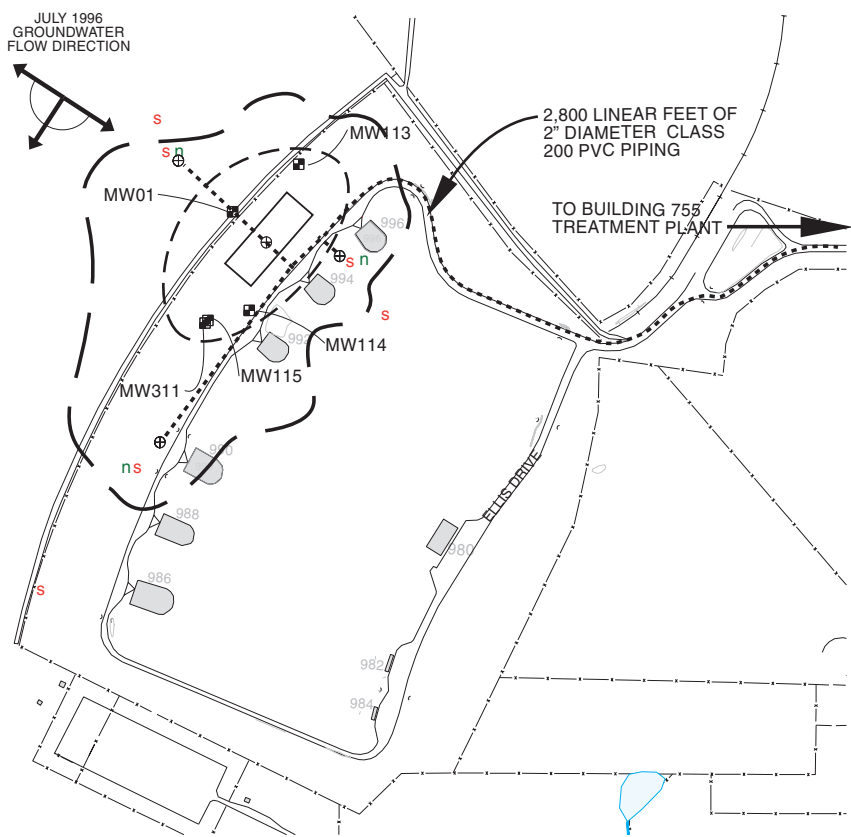 JULY 1996
GROUNDWATER
FLOW DIRECTION
s
s n
MW113
2,800 LINEAR FEET OF
2" DIAMETER CLASS
200 PVC PIPING
MW01
TO BUILDING 755
TREATMENT PLANT
996
s n
994
s
992
MW114
MW115
MW311
n s
990
988
ELLIS DRIVE
980
986
s
982
984